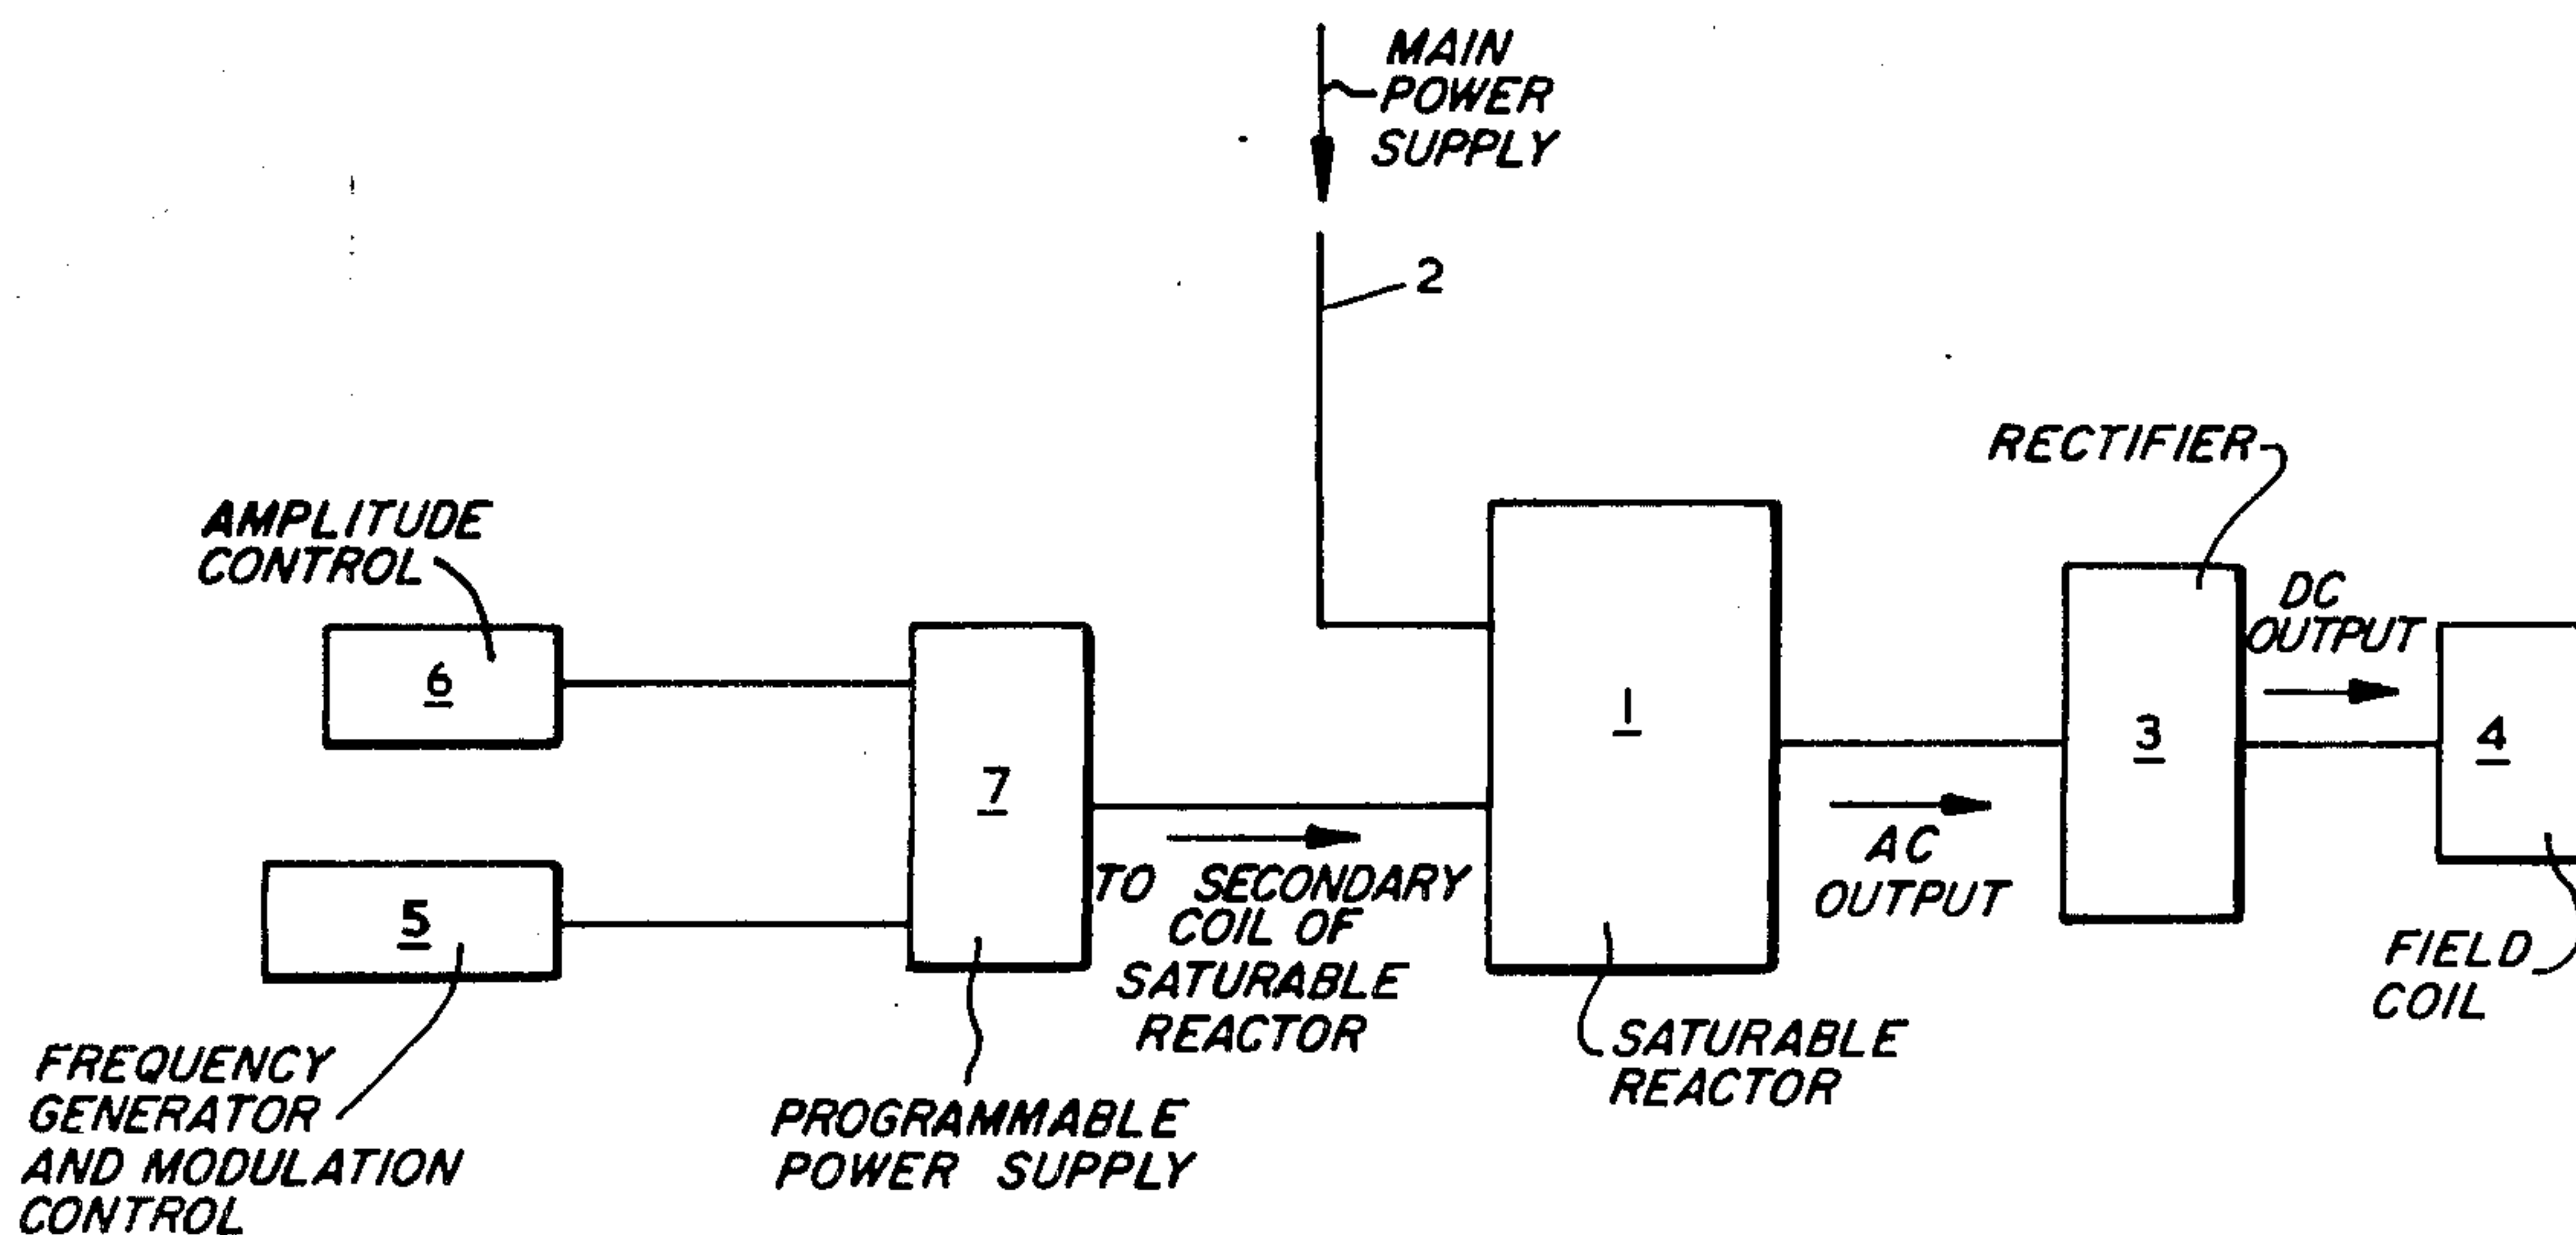 MAIN
POWER
SUPPLY
2
RECTIFIER
AMPLITUDE
CONTROL
DC
OUTPUT
6
1
3
4
7
5
TO SECONDARY
COIL OF
SATURABLE
REACTOR
AC
OUTPUT
FIELD
COIL
SATURABLE
REACTOR
FREQUENCY
GENERATOR
AND MODULATION
CONTROL
PROGRAMMABLE
POWER SUPPLY